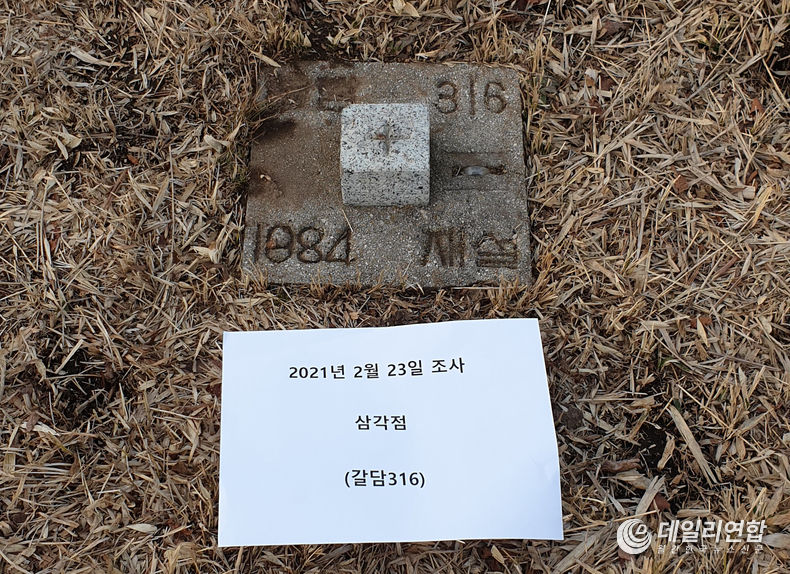 316
1984 재설
2021년 2월 23일 조사
삼각점
(갈담316)
데일리연합